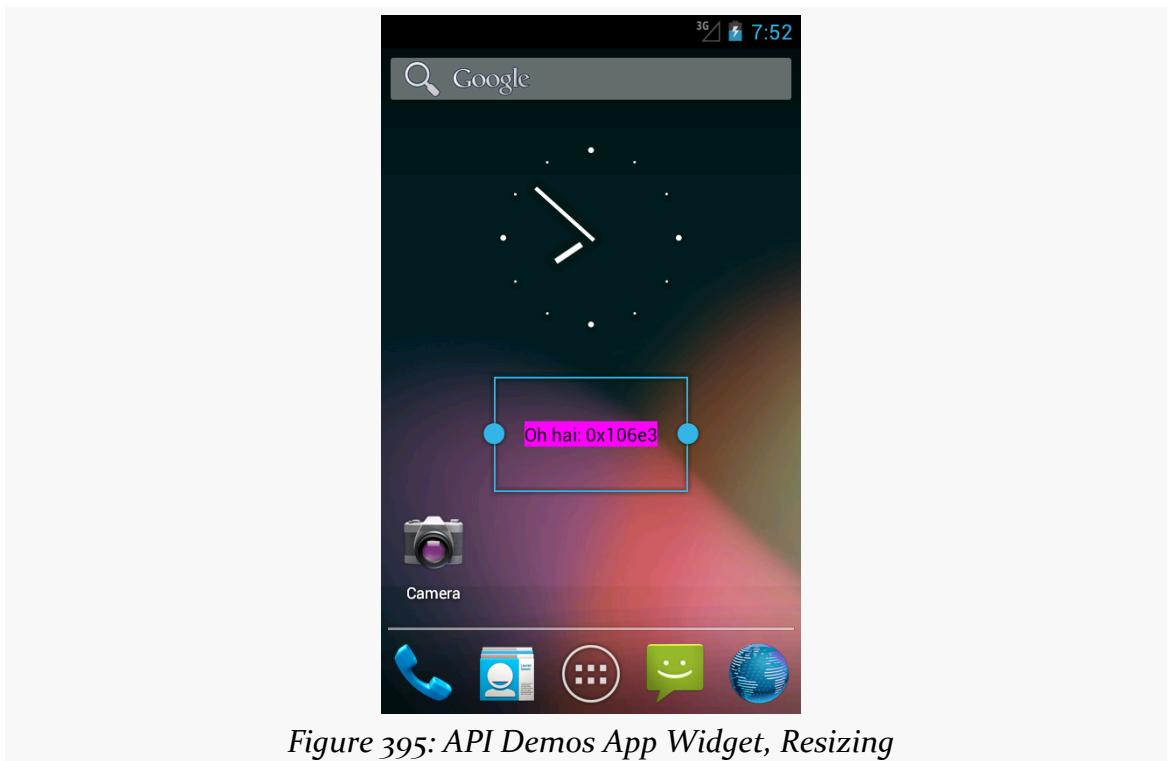 3G 7:52
Google
Oh hai: 0x106e3
Camera
Figure 395: API Demos App Widget, Resizing